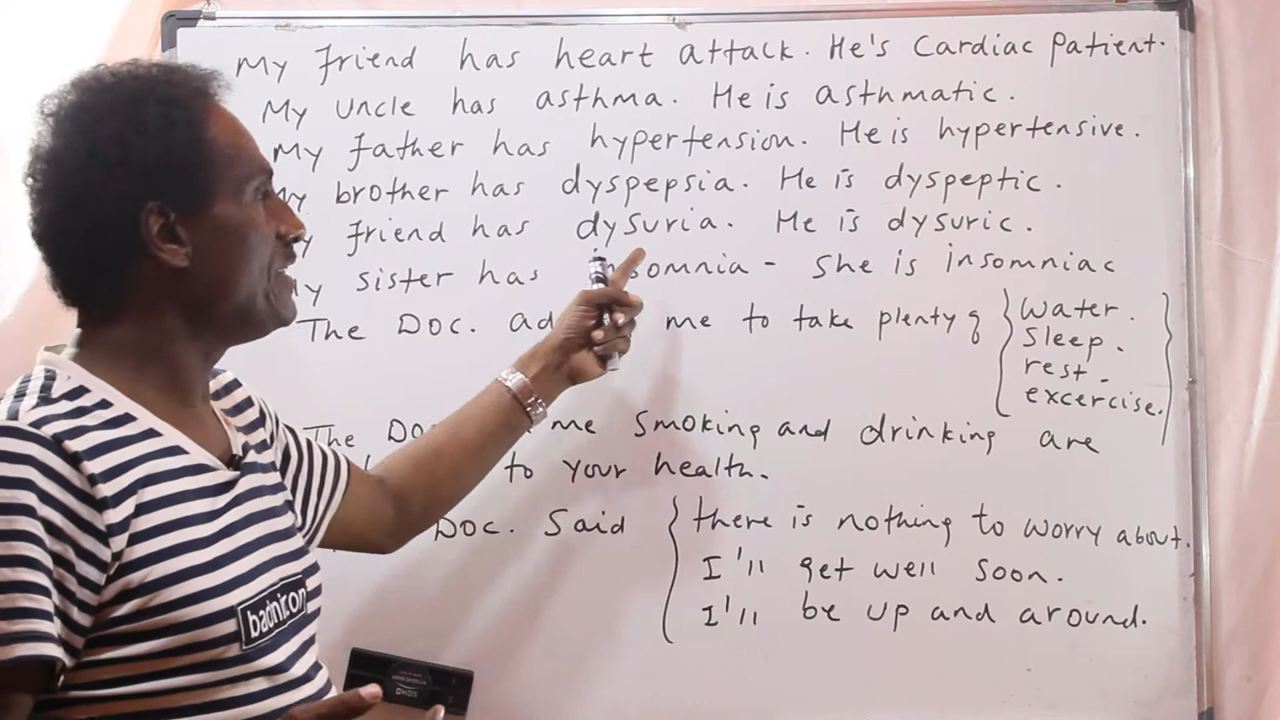 My friend has heart attack. He's Cardiac Patient.
My uncle has asthma. He is asthmatic.
My father has hypertension. He is hypertensive.
My brother has dyspepsia. He is dyspeptic.
friend has dysuria. He is dysuric.
sister has insomnia - She is insomniac
The Doc. me to take plenty of
Water.
Sleep.
rest.
excercise.
The me Smoking and drinking are
to your health.
Doc. Said
there is nothing to worry about.
I'll get well soon.
I'll be up and around.